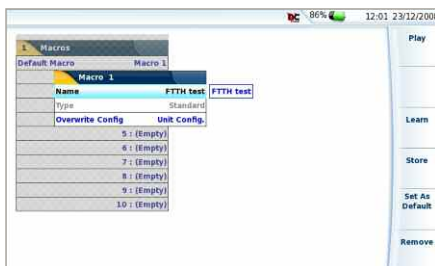 DC 86% 12:01 23/12/200
1 Macros
Default Macro Macro 1
Macro 1
Name FTTH test FTTH test
Type Standard
Overwrite Config Unit Config.
5 : (Empty)
6 : (Empty)
7 : (Empty)
8 : (Empty)
9 : (Empty)
10 : (Empty)
Play
Learn
Store
Set As
Default
Remove